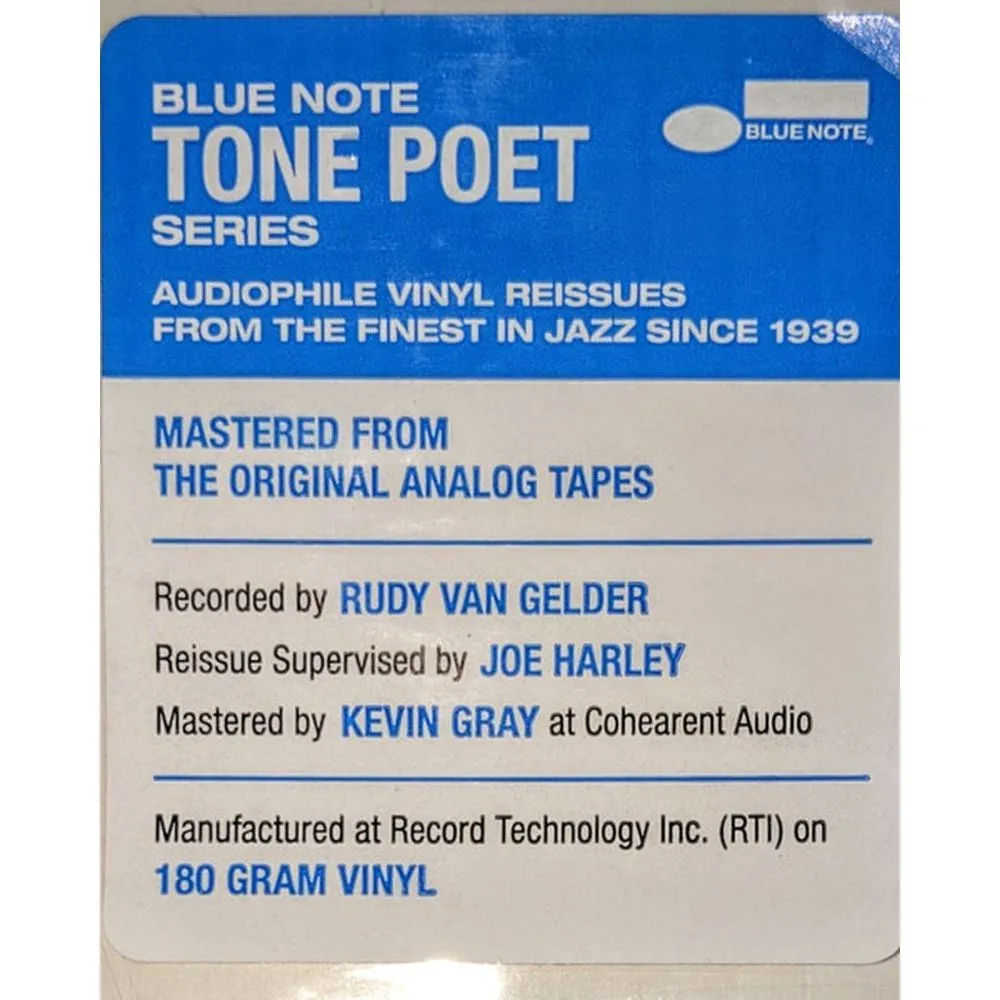 BLUE NOTE
TONE POET
SERIES
BLUE NOTE®
AUDIOPHILE VINYL REISSUES
FROM THE FINEST IN JAZZ SINCE 1939
MASTERED FROM
THE ORIGINAL ANALOG TAPES
Recorded by RUDY VAN GELDER
Reissue Supervised by JOE HARLEY
Mastered by KEVIN GRAY at Cohearent Audio
Manufactured at Record Technology Inc. (RTI) on
180 GRAM VINYL